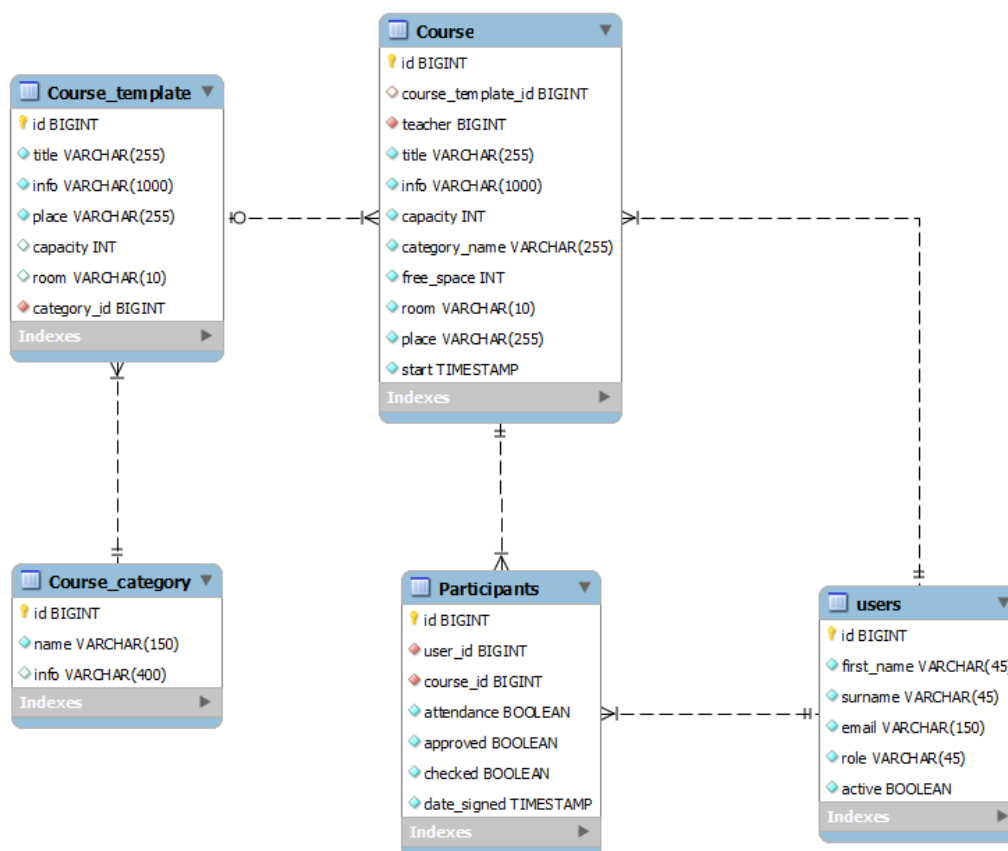 Course
id BIGINT
course_template_id BIGINT
teacher BIGINT
title VARCHAR(255)
info VARCHAR(1000)
capacity INT
category_name VARCHAR(255)
free_space INT
room VARCHAR(10)
place VARCHAR(255)
start TIMESTAMP
Indexes
Course_template
id BIGINT
title VARCHAR(255)
info VARCHAR(1000)
place VARCHAR(255)
capacity INT
room VARCHAR(10)
category_id BIGINT
Indexes
Course_category
id BIGINT
name VARCHAR(150)
info VARCHAR(400)
Indexes
Participants
id BIGINT
user_id BIGINT
course_id BIGINT
attendance BOOLEAN
approved BOOLEAN
checked BOOLEAN
date_signed TIMESTAMP
Indexes
users
id BIGINT
first_name VARCHAR(45
surname VARCHAR(45)
email VARCHAR(150)
role VARCHAR(45)
active BOOLEAN
Indexes